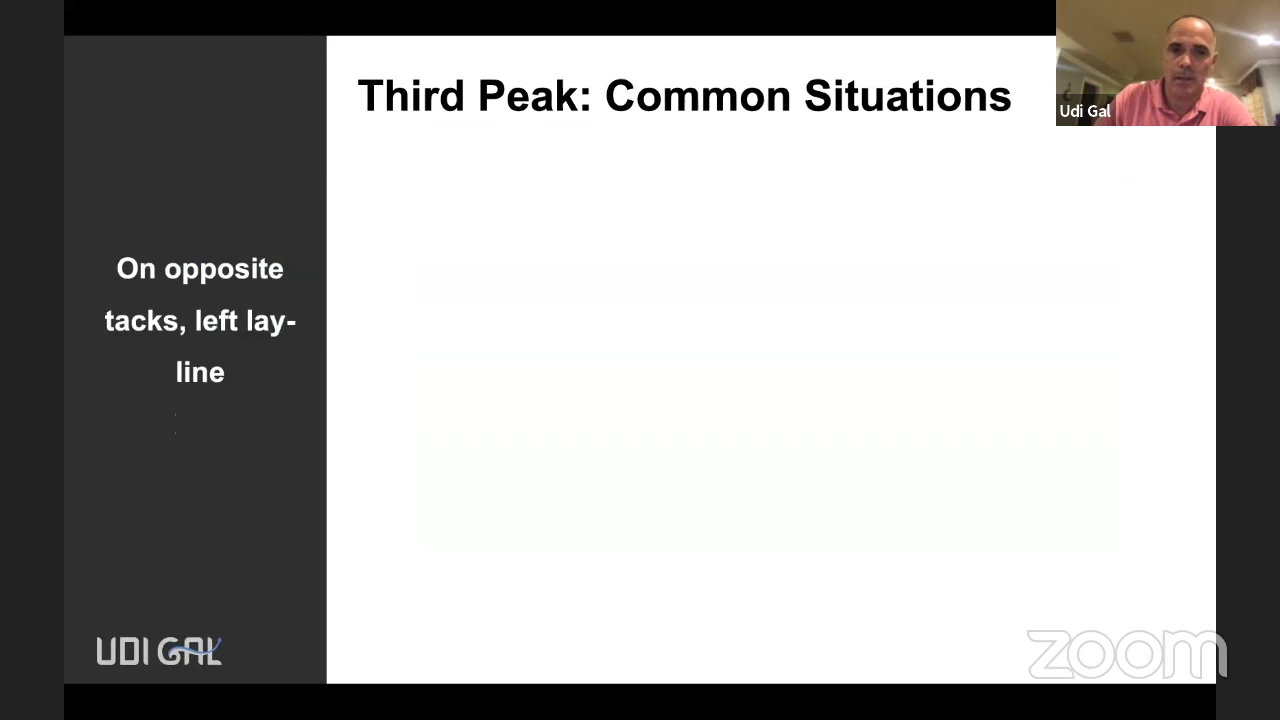 Third Peak: Common Situations
Udi Gal
On opposite
tacks, left lay-
line
UDI GAL
zoom